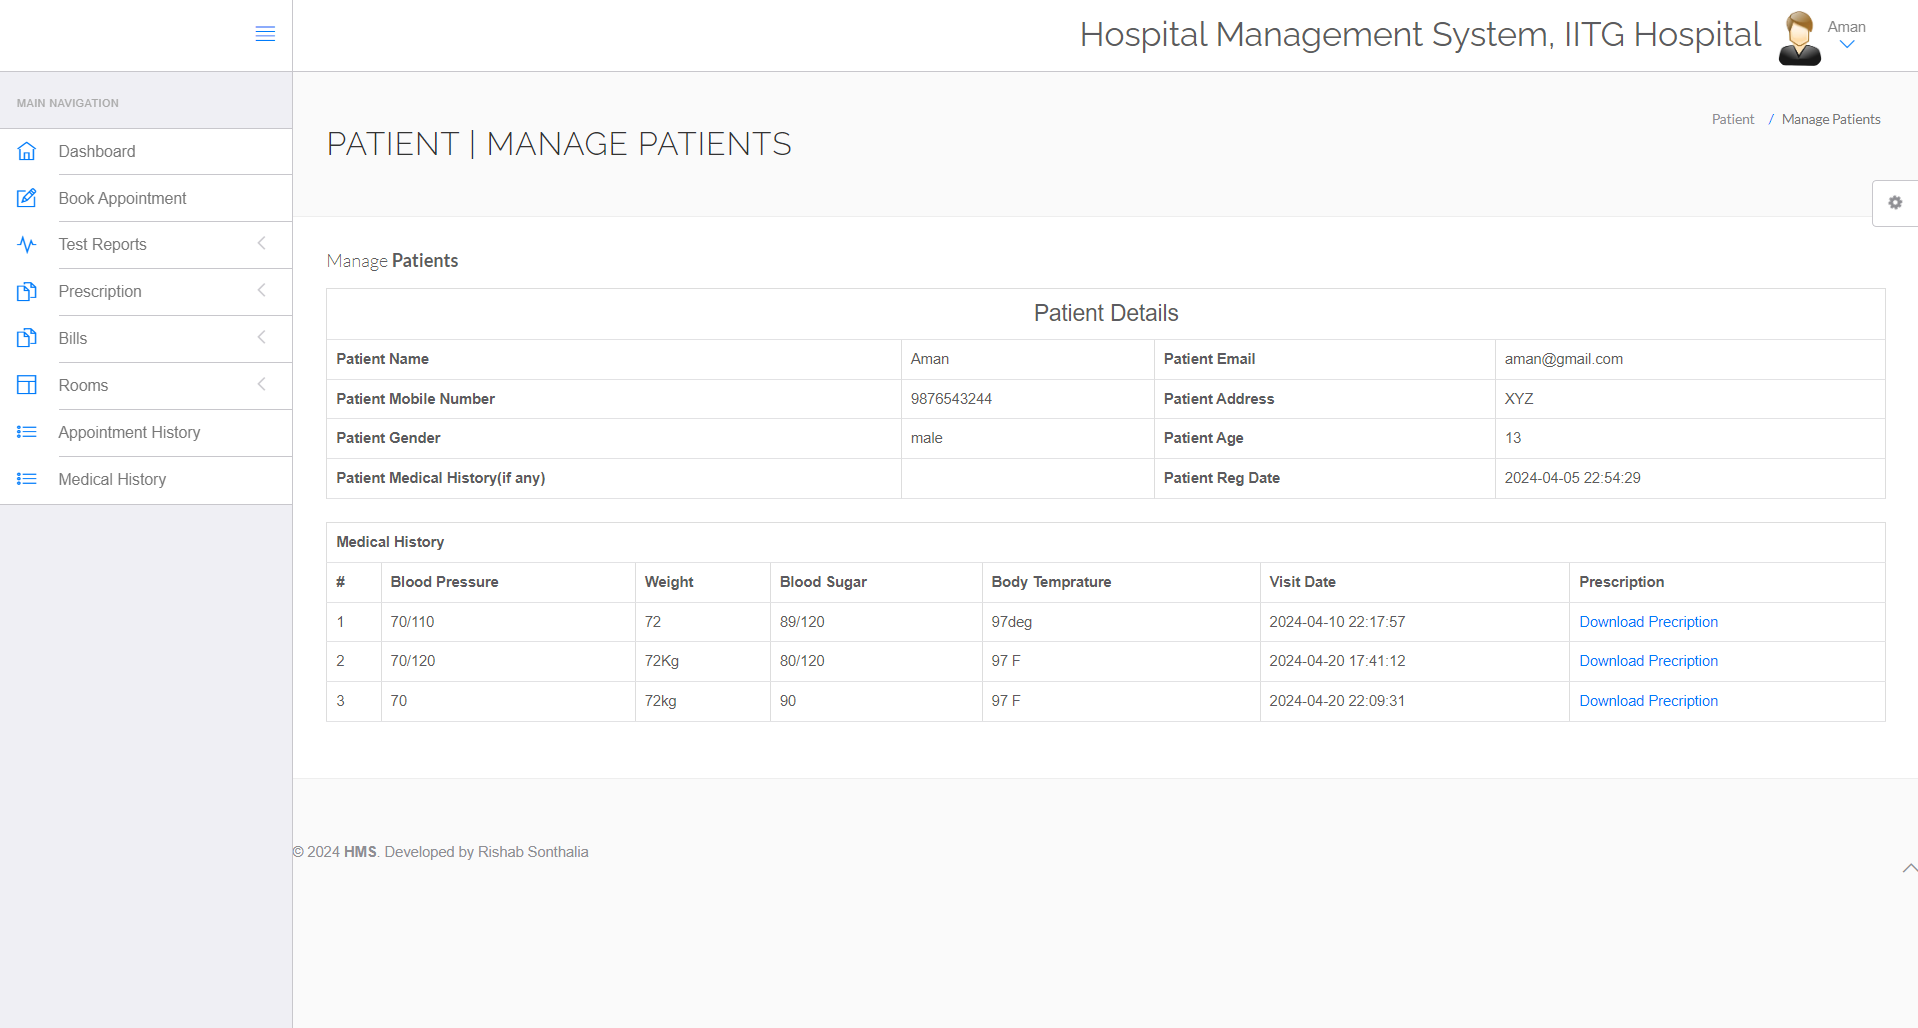 Hospital Management System, IITG Hospital
Aman
MAIN NAVIGATION
Dashboard
Book Appointment
Test Reports
Prescription
Bills
Rooms
Appointment History
Medical History
PATIENT | MANAGE PATIENTS
Patient / Manage Patients
Manage Patients
Patient Details
Patient Name Aman Patient Email aman@gmail.com
Patient Mobile Number 9876543244 Patient Address XYZ
Patient Gender male Patient Age 13
Patient Medical History(if any) Patient Reg Date 2024-04-05 22:54:29
Medical History
# Blood Pressure Weight Blood Sugar Body Temprature Visit Date Prescription
1 70/110 72 89/120 97deg 2024-04-10 22:17:57 Download Precription
2 70/120 72Kg 80/120 97 F 2024-04-20 17:41:12 Download Precription
3 70 72kg 90 97 F 2024-04-20 22:09:31 Download Precription
© 2024 HMS. Developed by Rishab Sonthalia